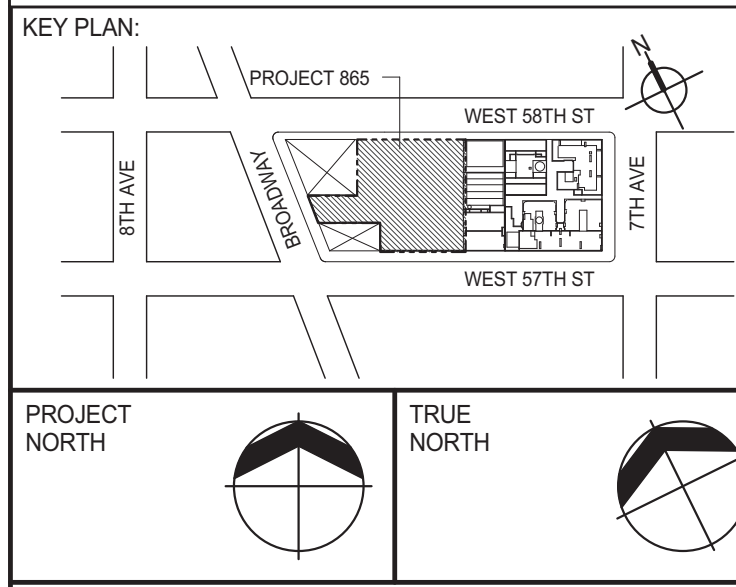 KEY PLAN:
N
PROJECT 865
WEST 58TH ST
8TH AVE
BROADWAY
7TH AVE
WEST 57TH ST
PROJECT
NORTH
TRUE
NORTH